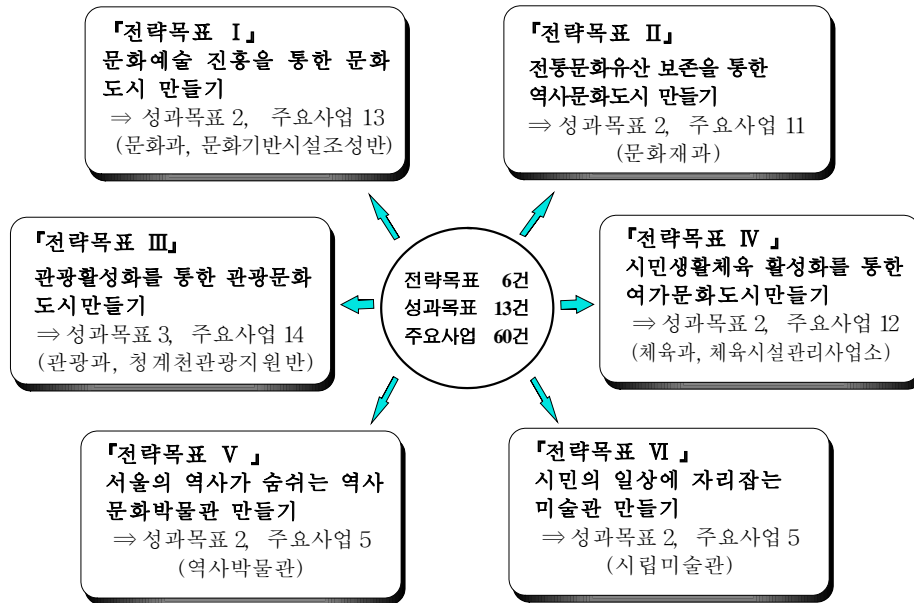 『전략목표 Ⅰ』
문화예술 진흥을 통한 문화
도시 만들기
⇒ 성과목표 2, 주요사업 13
(문화과, 문화기반시설조성반)
『전략목표 Ⅱ』
전통문화유산 보존을 통한
역사문화도시 만들기
⇒ 성과목표 2, 주요사업 11
(문화재과)
『전략목표 Ⅲ』
관광활성화를 통한 관광문화
도시만들기
⇒ 성과목표 3, 주요사업 14
(관광과, 청계천관광지원반)
전략목표 6건
성과목표 13건
주요사업 60건
『전략목표 Ⅳ 』
시민생활체육 활성화를 통한
여가문화도시만들기
⇒ 성과목표 2, 주요사업 12
(체육과, 체육시설관리사업소)
『전략목표 Ⅴ 』
서울의 역사가 숨쉬는 역사
문화박물관 만들기
⇒ 성과목표 2, 주요사업 5
(역사박물관)
『전략목표 Ⅵ 』
시민의 일상에 자리잡는
미술관 만들기
⇒ 성과목표 2, 주요사업 5
(시립미술관)